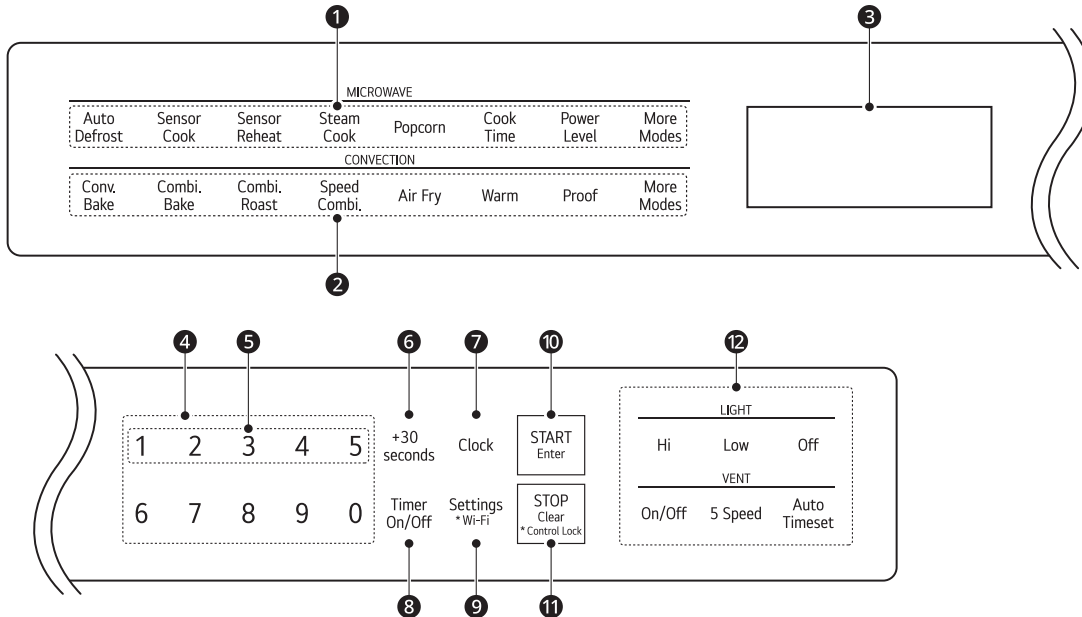 1 3
MICROWAVE
Auto Defrost Sensor Cook Sensor Reheat Steam Cook Popcorn Cook Time Power Level More Modes
CONVECTION
Conv. Bake Combi. Bake Combi. Roast Speed Combi. Air Fry Warm Proof More Modes
2
4 5 6 7 10 12
LIGHT
1 2 3 4 5 +30 seconds Clock START Enter Hi Low Off
VENT
6 7 8 9 0 Timer On/Off Settings *Wi-Fi STOP Clear *Control Lock On/Off 5 Speed Auto Timeset
8 9 11